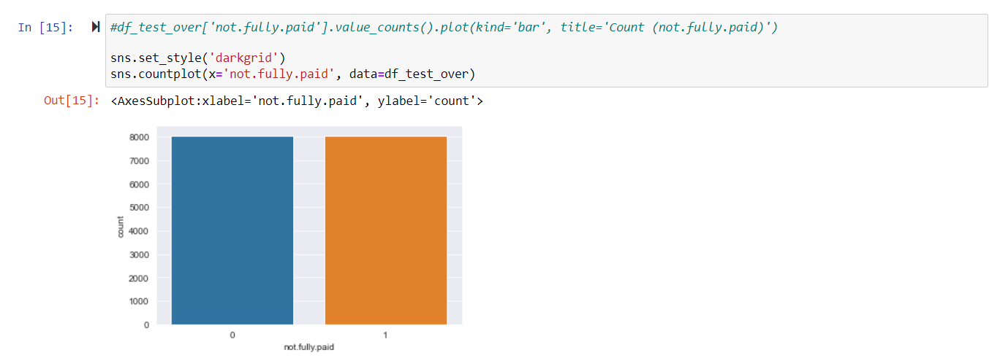 In [15]:
#df_test_over['not.fully.paid'].value_counts().plot(kind='bar', title='Count (not.fully.paid)')
sns.set_style('darkgrid')
sns.countplot(x='not.fully.paid', data=df_test_over)
Out[15]: <AxesSubplot:xlabel='not.fully.paid', ylabel='count'>
8000
7000
6000
5000
4000
3000
2000
1000
0
count
0 1
not.fully.paid